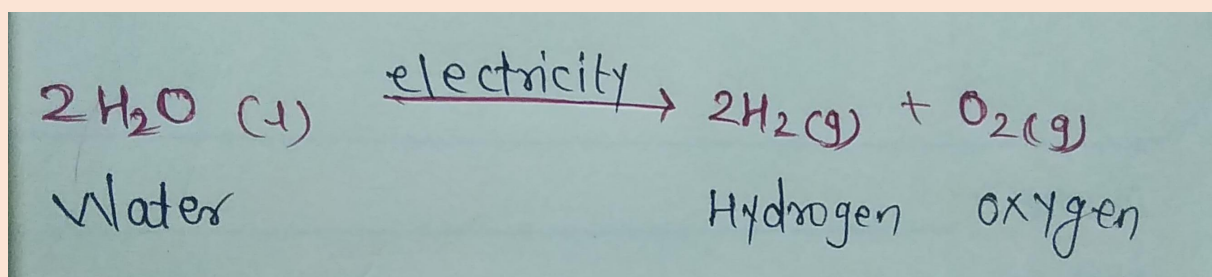 2H₂O (l) electricity → 2H₂(g) + O₂(g)
Water Hydrogen oxygen